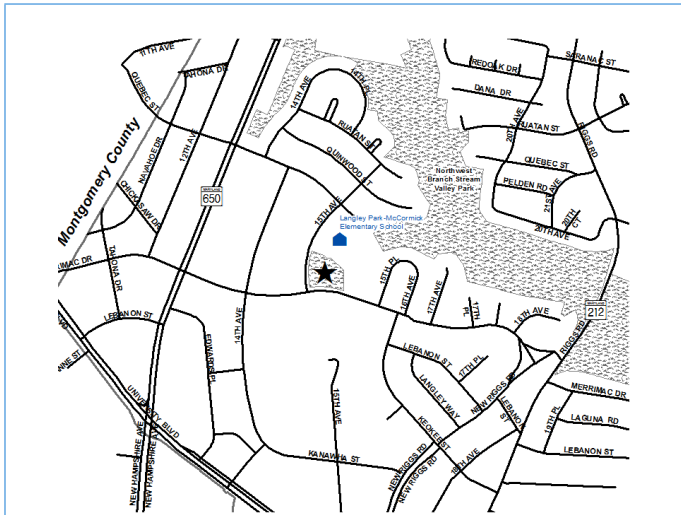 11TH AVE
TAHONA DR
QUEBEC ST
NAVAHOE DR
12TH AVE
Montgomery County
CHICKSAW DR
TAHONA DR
MARYLAND
650
14TH AVE
14TH PL
RUATAN ST
QUINWOOD ST
15TH AVE
Langley Park-McCormick
Elementary School
Northwest
Branch Stream
Valley Park
REDOAK DR
SARANAC ST
DANA DR
20TH AVE
RUATAN ST
RIGGS RD
QUEBEC ST
PELDEN RD
21ST AVE
20TH
CT
20TH AVE
LEBANON ST
EDWARDS PL
14TH AVE
15TH PL
16TH AVE
17TH AVE
17TH
PL
18TH AVE
MARYLAND
212
RIGGS RD
LEBANON ST
17TH PL
LANGLEY WAY
NEW RIGGS RD
LEBANON
ST
MERRIMAC DR
19TH PL
LAGUNA RD
LEBANON ST
KEOKEE ST
18TH AVE
NEW RIGGS RD
NEW RIGGS RD
15TH AVE
KANAWHA ST
UNIVERSITY BLVD
NEW HAMPSHIRE AVE
NEW HAMPSHIRE AVE